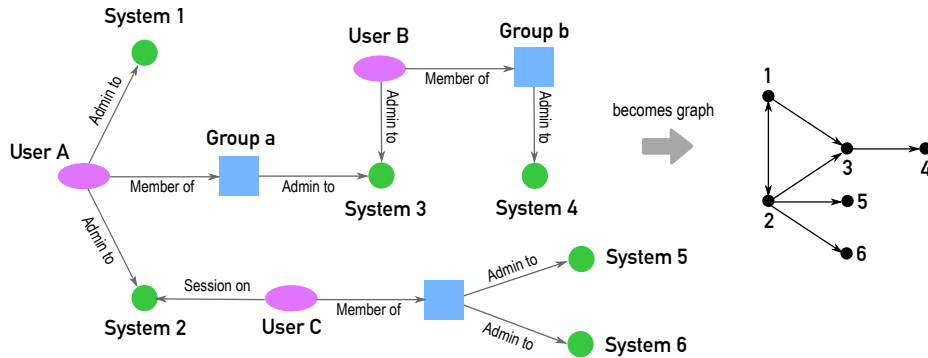 System 1
User B
Group b
Admin to
Member of
Admin to
Admin to
becomes graph
1
User A
Group a
Member of
Admin to
System 3
System 4
3
4
Admin to
2
5
6
Session on
System 2
User C
Member of
Admin to
System 5
Admin to
System 6